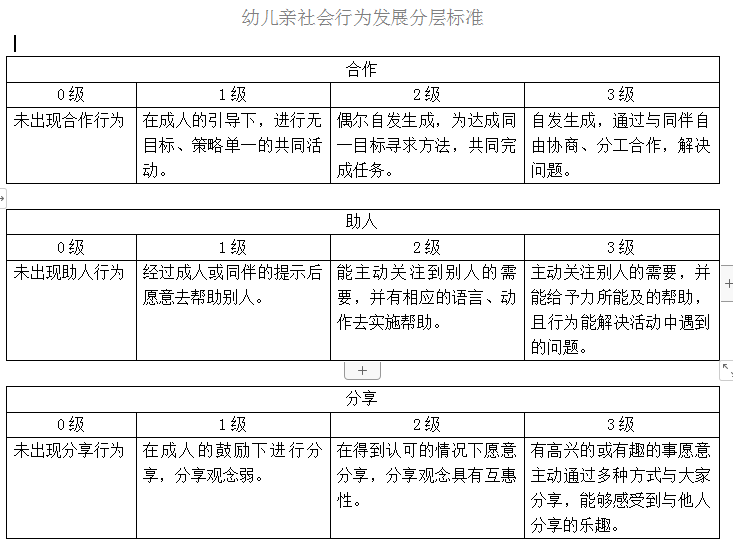 幼儿亲社会行为发展分层标准
合作
0级 1级 2级 3级
未出现合作行为
在成人的引导下，进行无
目标、策略单一的共同活
动。
偶尔自发生成，为达成同
一目标寻求方法，共同完
成任务。
自发生成，通过与同伴自
由协商、分工合作，解决
问题。
助人
0级 1级 2级 3级
未出现助人行为
经过成人或同伴的提示后
愿意去帮助别人。
能主动关注到别人的需
要，并有相应的语言、动
作去实施帮助。
主动关注别人的需要，并
能给予力所能及的帮助，
且行为能解决活动中遇到
的问题。
分享
0级 1级 2级 3级
未出现分享行为
在成人的鼓励下进行分
享，分享观念弱。
在得到认可的情况下愿意
分享，分享观念具有互惠
性。
有高兴的或有趣的事愿意
主动通过多种方式与大家
分享，能够感受到与他人
分享的乐趣。